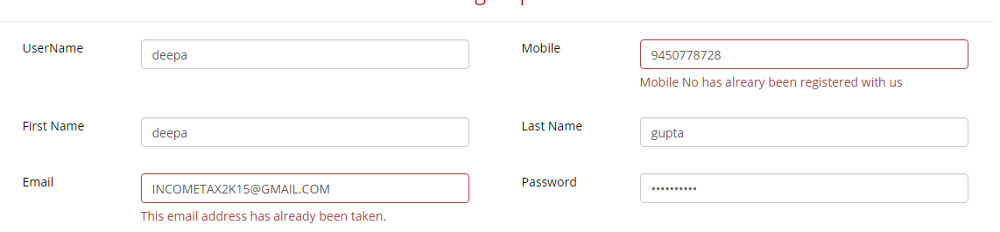 UserName deepa Mobile 9450778728
Mobile No has alreary been registered with us
First Name deepa Last Name gupta
Email INCOMETAX2K15@GMAIL.COM Password ••••••••••
This email address has already been taken.